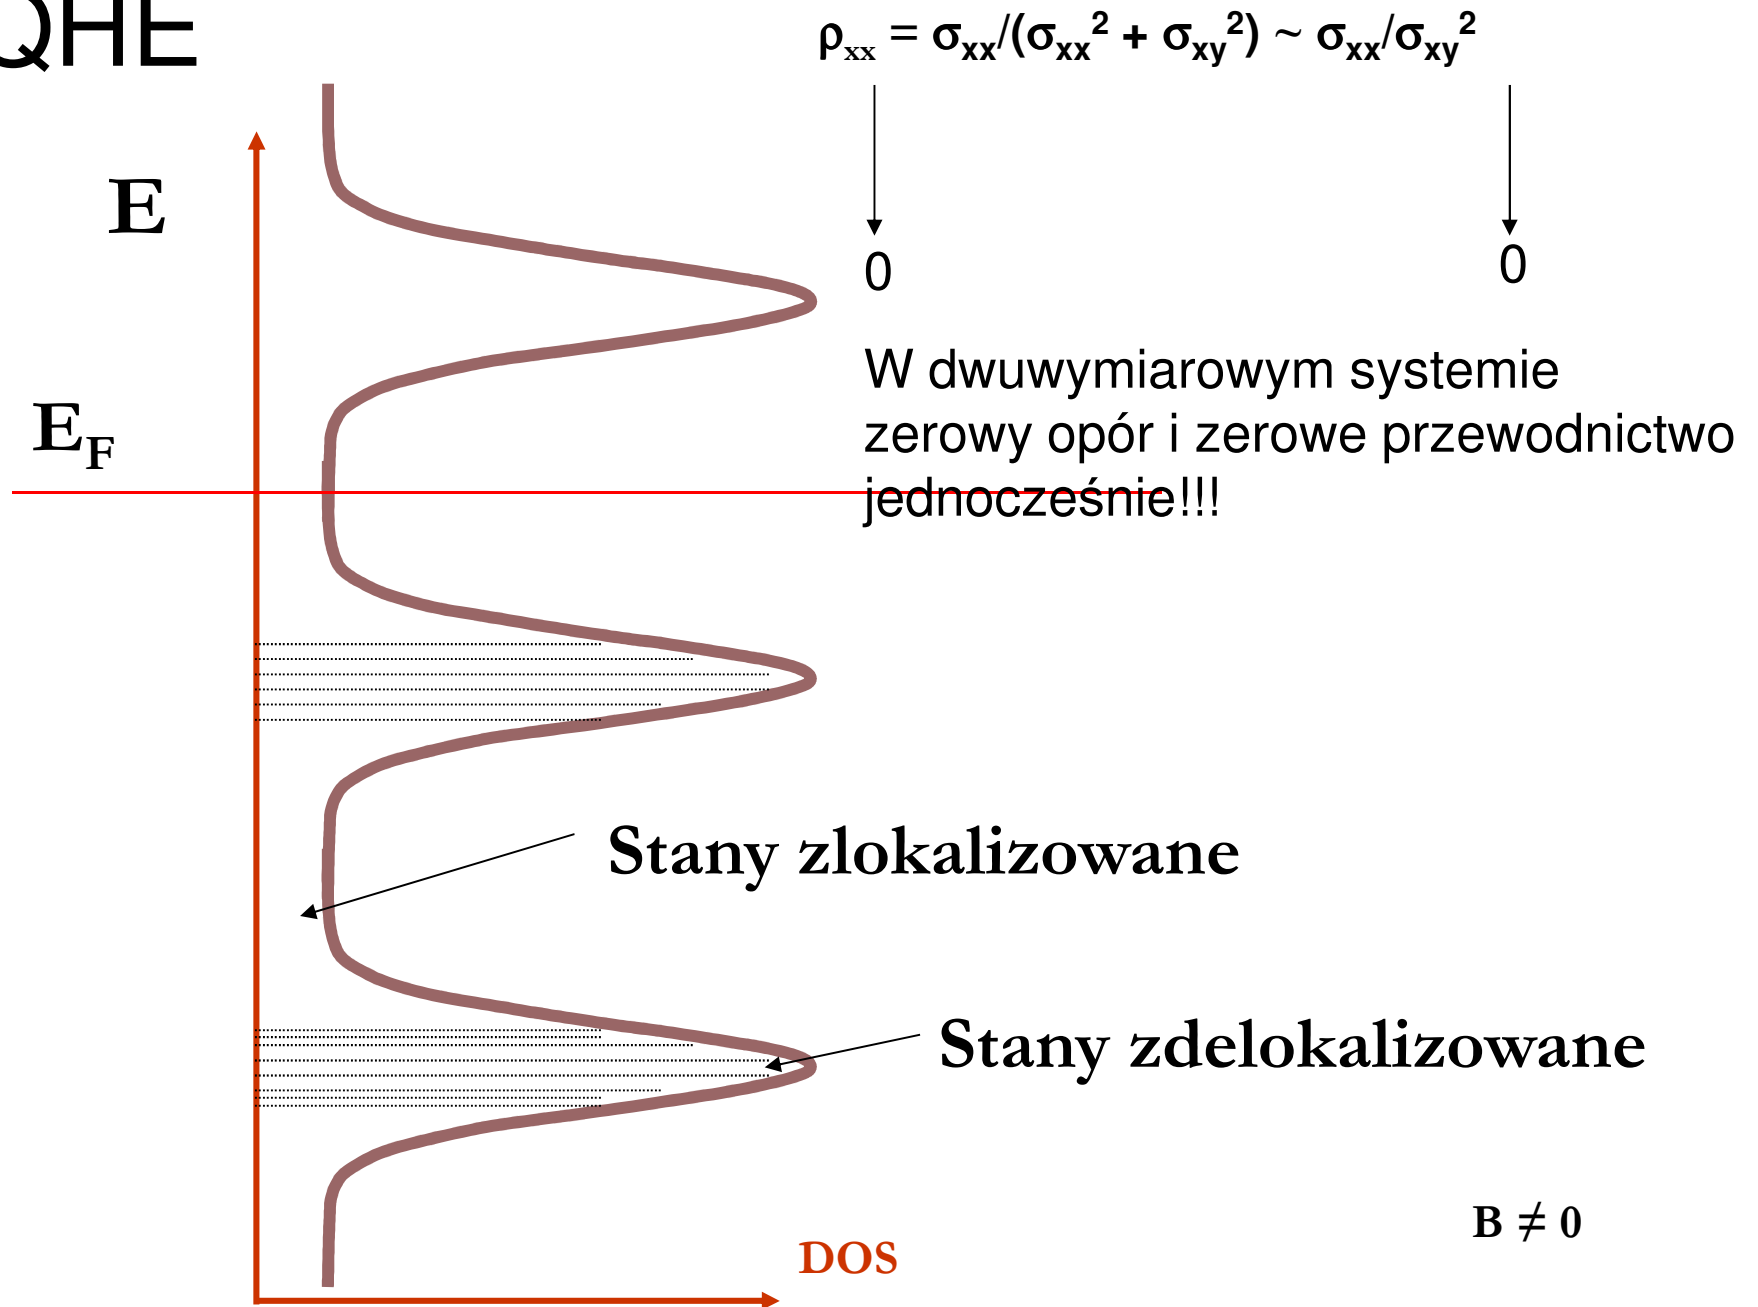 QHE
ρxx = σxx/(σxx² + σxy²) ~ σxx/σxy²
E
0
0
W dwuwymiarowym systemie
zerowy opór i zerowe przewodnictwo
jednocześnie!!!
EF
Stany zlokalizowane
Stany zdelokalizowane
B ≠ 0
DOS